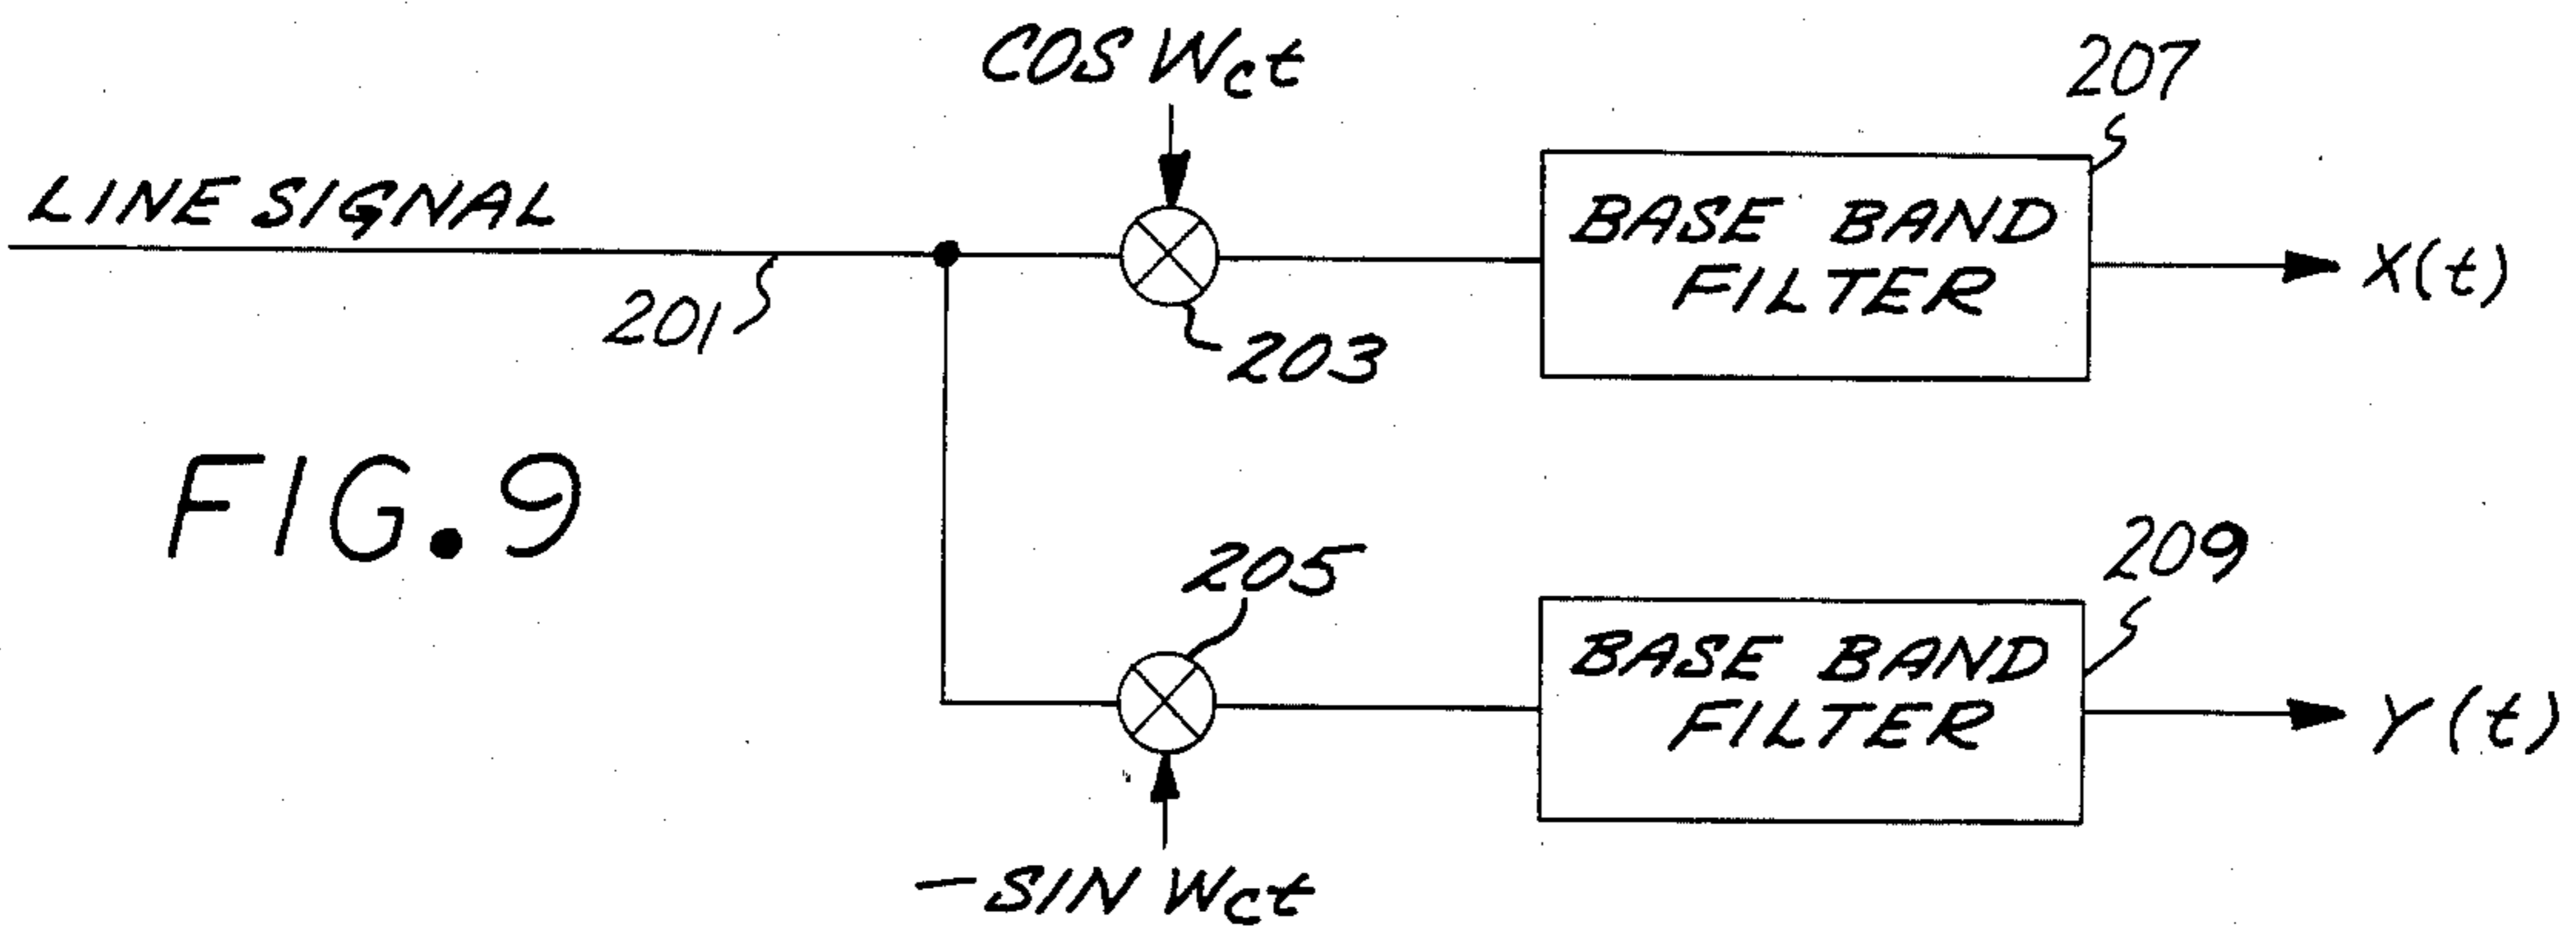 COS Wct
207
LINE SIGNAL
BASE BAND
FILTER
X(t)
201
203
FIG. 9
205
209
BASE BAND
FILTER
Y(t)
-SIN Wct